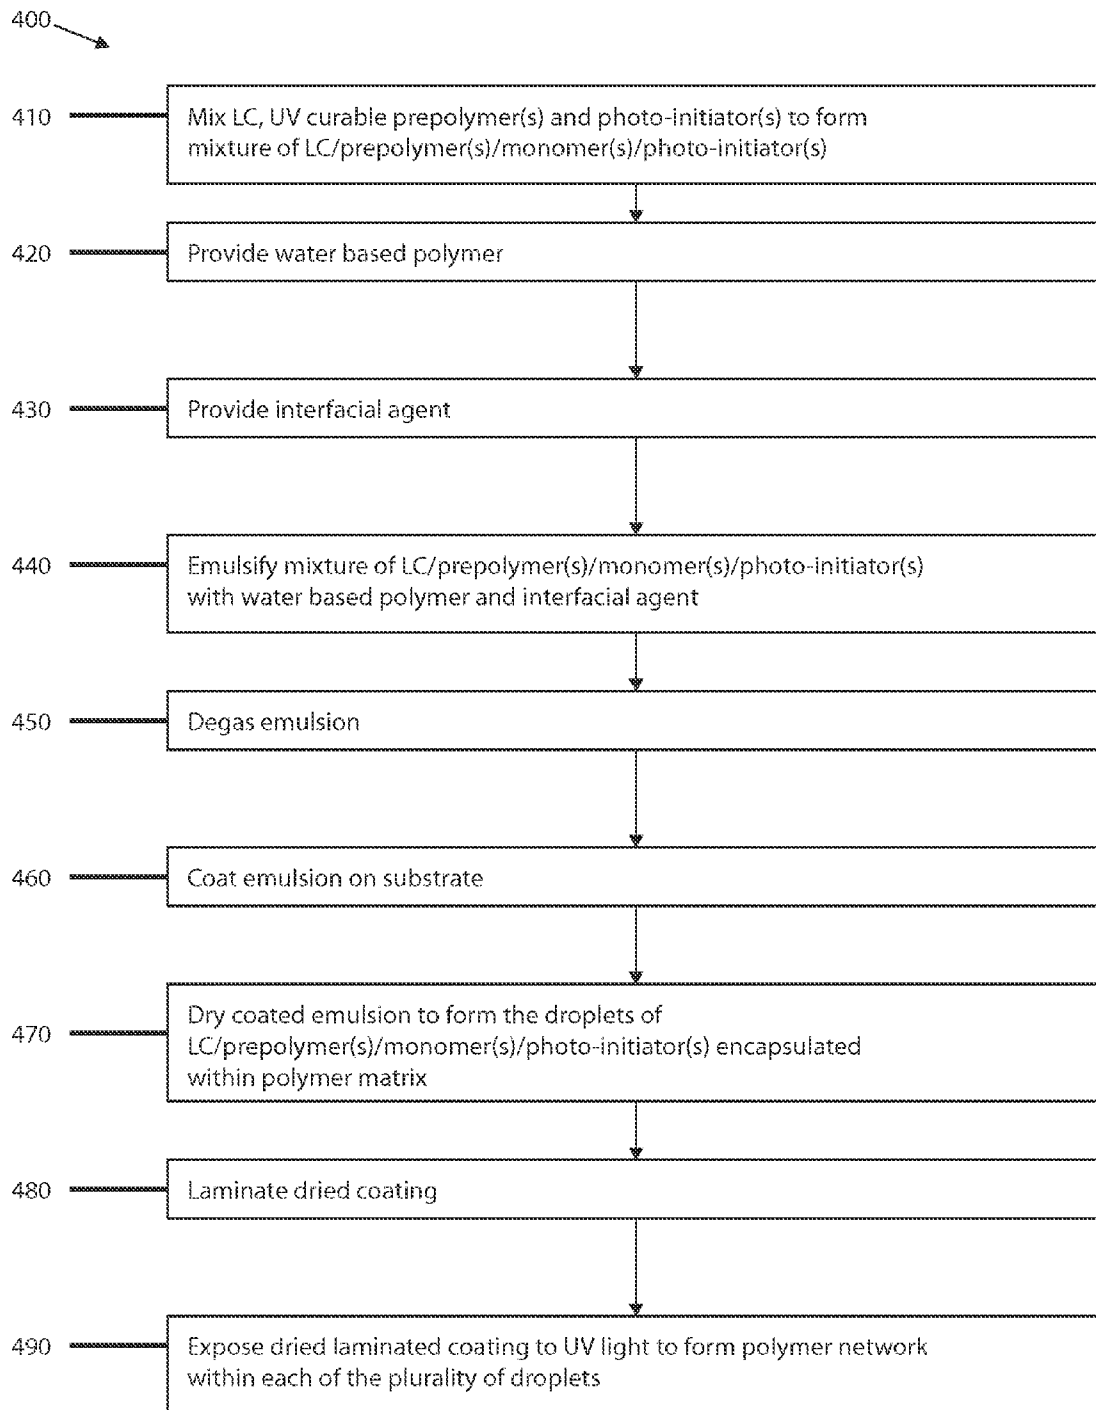 400
410
Mix LC, UV curable prepolymer(s) and photo-initiator(s) to form
mixture of LC/prepolymer(s)/monomer(s)/photo-initiator(s)
420
Provide water based polymer
430
Provide interfacial agent
440
Emulsify mixture of LC/prepolymer(s)/monomer(s)/photo-initiator(s)
with water based polymer and interfacial agent
450
Degas emulsion
460
Coat emulsion on substrate
470
Dry coated emulsion to form the droplets of
LC/prepolymer(s)/monomer(s)/photo-initiator(s) encapsulated
within polymer matrix
480
Laminate dried coating
490
Expose dried laminated coating to UV light to form polymer network
within each of the plurality of droplets